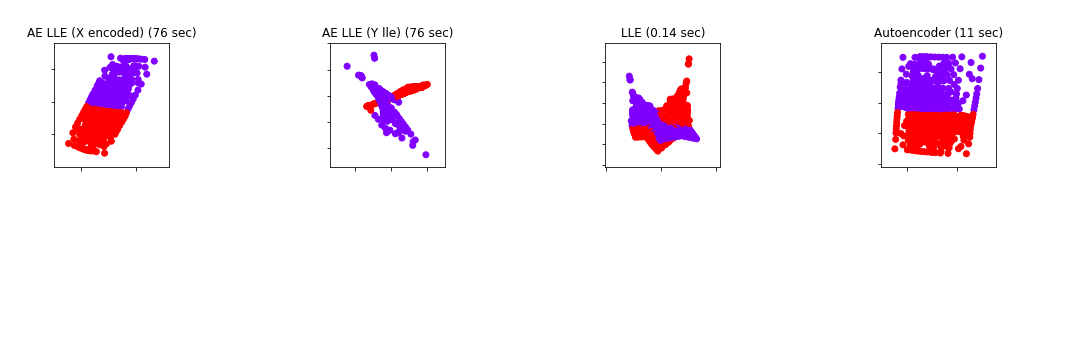 AE LLE (X encoded) (76 sec)
AE LLE (Y lle) (76 sec)
LLE (0.14 sec)
Autoencoder (11 sec)